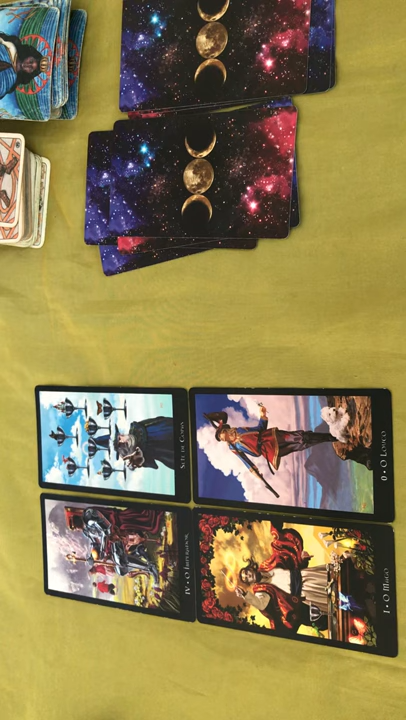 SETE DE COPAS
0 • O LOUCO
IV • O IMPERADOR
I • O MAGO